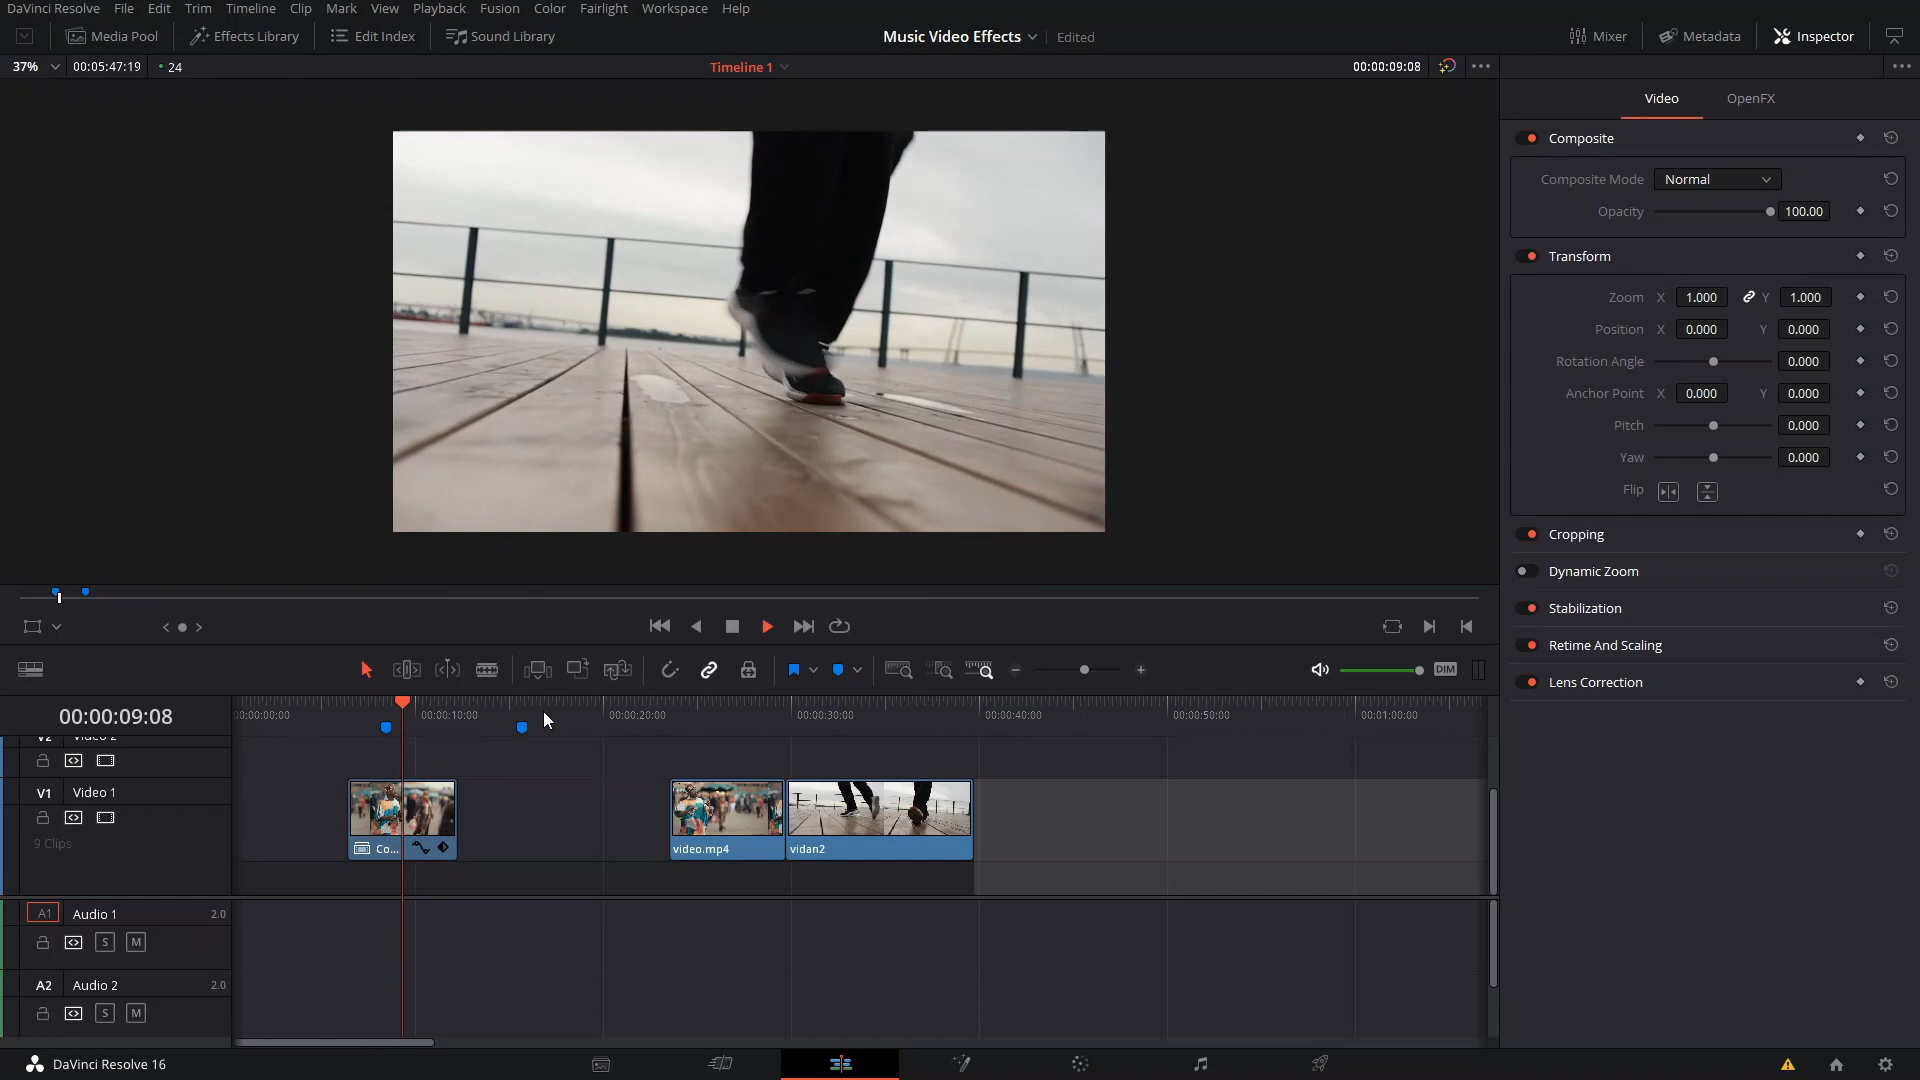 DaVinci Resolve File Edit Trim Timeline Clip Mark View Playback Fusion Color Fairlight Workspace Help
Media Pool Effects Library Edit Index Sound Library Music Video Effects Edited Mixer Metadata Inspector
37% 00:05:47:19 24 Timeline 1 00:00:09:08
Video OpenFX
Composite
Composite Mode Normal
Opacity 100.00
Transform
Zoom X 1.000 Y 1.000
Position X 0.000 Y 0.000
Rotation Angle 0.000
Anchor Point X 0.000 Y 0.000
Pitch 0.000
Yaw 0.000
Flip
Cropping
Dynamic Zoom
Stabilization
Retime And Scaling
Lens Correction
DIM
00:00:09:08
00:00:00:00 00:00:10:00 00:00:20:00 00:00:30:00 00:00:40:00 00:00:50:00 00:01:00:00
V2 Video 2
V1 Video 1
9 Clips
Co... video.mp4 vidan2
A1 Audio 1 2.0
S M
A2 Audio 2 2.0
S M
DaVinci Resolve 16